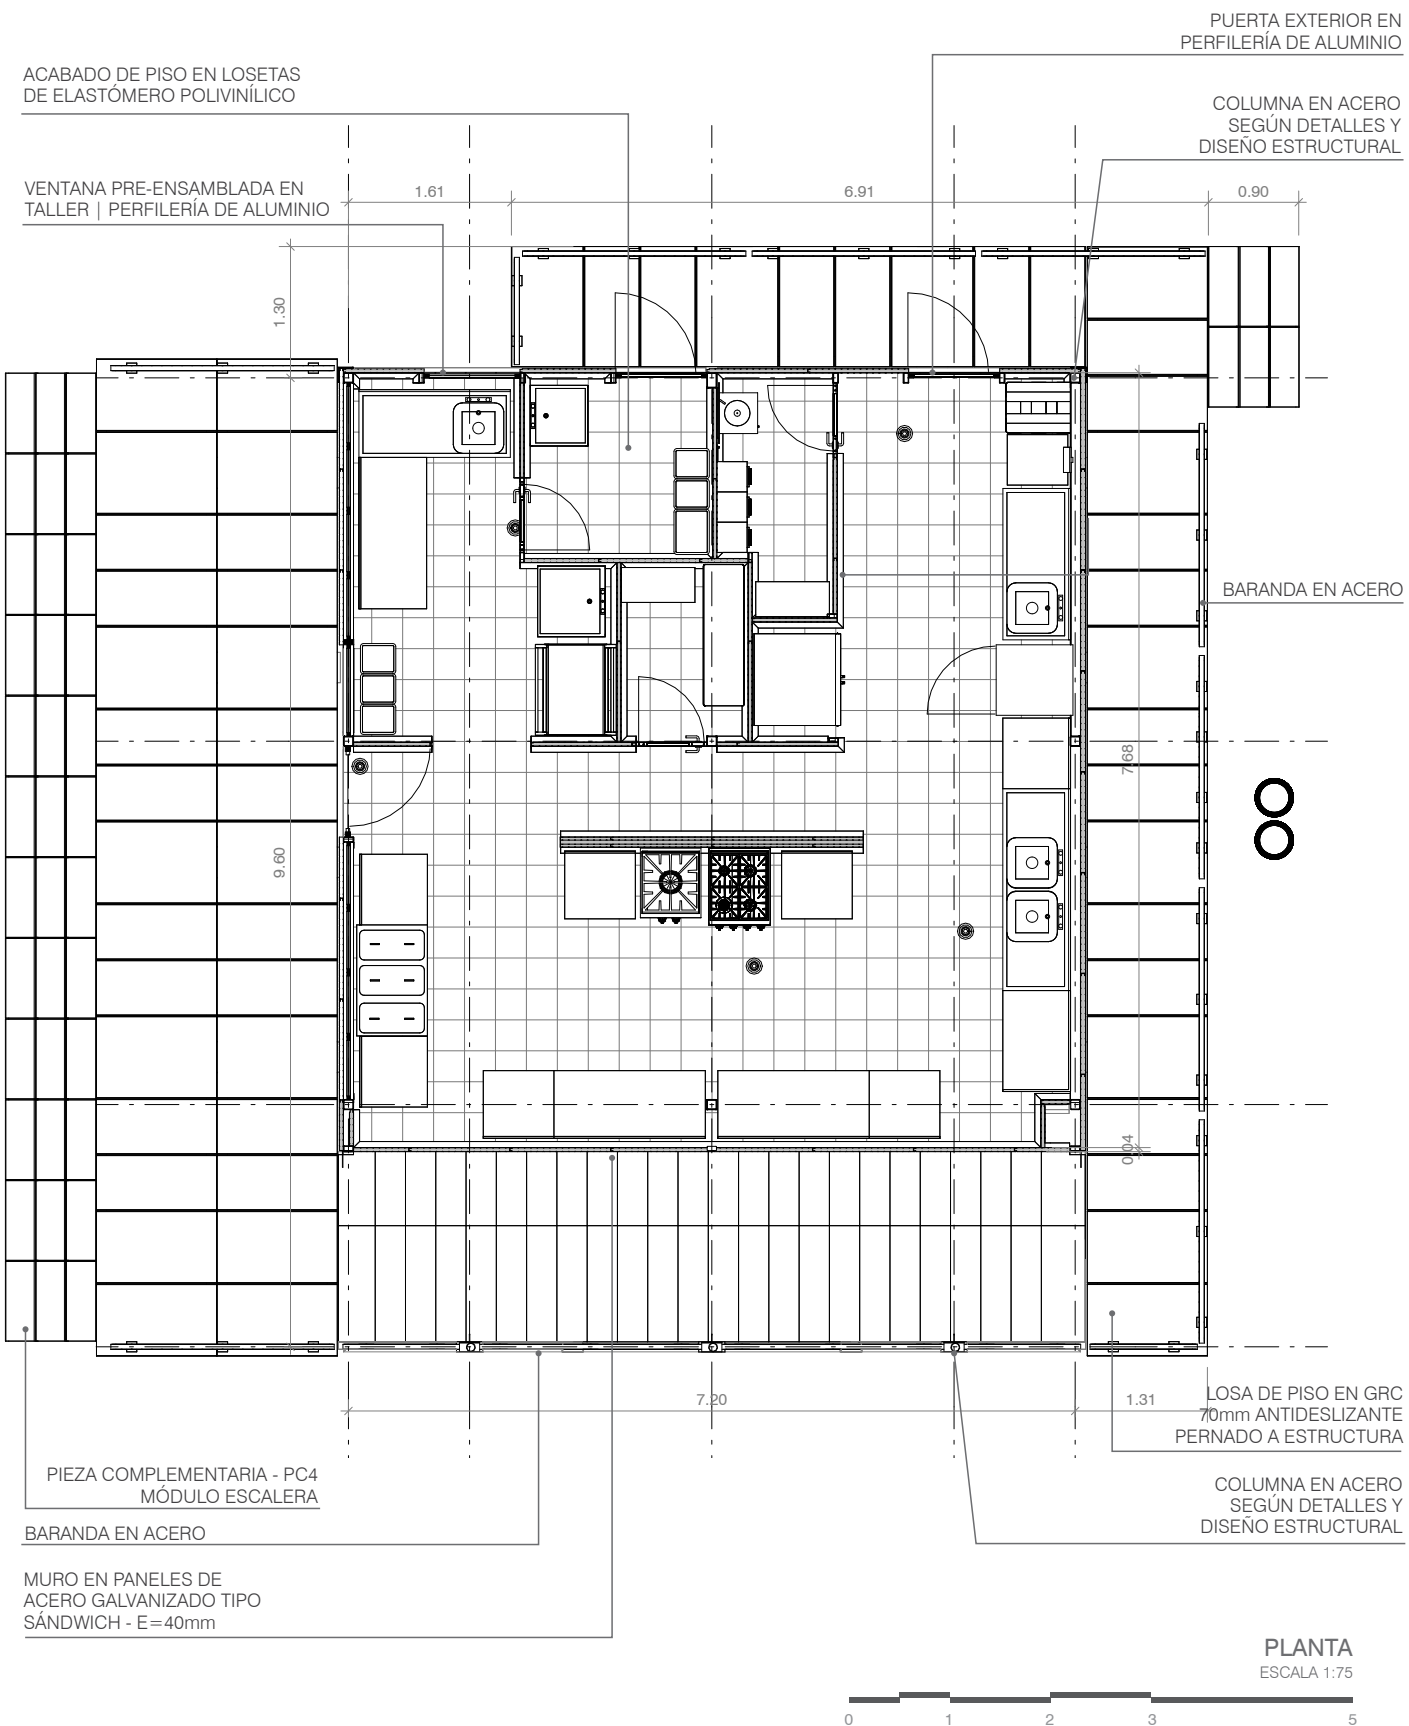 PUERTA EXTERIOR EN
PERFILERÍA DE ALUMINIO
ACABADO DE PISO EN LOSETAS
DE ELASTÓMERO POLIVINÍLICO
COLUMNA EN ACERO
SEGÚN DETALLES Y
DISEÑO ESTRUCTURAL
VENTANA PRE-ENSAMBLADA EN
TALLER | PERFILERÍA DE ALUMINIO
1.61
6.91
0.90
1.30
BARANDA EN ACERO
7.68
9.60
0.04
7.20
1.31
LOSA DE PISO EN GRC
70mm ANTIDESLIZANTE
PERNADO A ESTRUCTURA
PIEZA COMPLEMENTARIA - PC4
MÓDULO ESCALERA
COLUMNA EN ACERO
SEGÚN DETALLES Y
DISEÑO ESTRUCTURAL
BARANDA EN ACERO
MURO EN PANELES DE
ACERO GALVANIZADO TIPO
SÁNDWICH - E=40mm
PLANTA
ESCALA 1:75
0 1 2 3 5